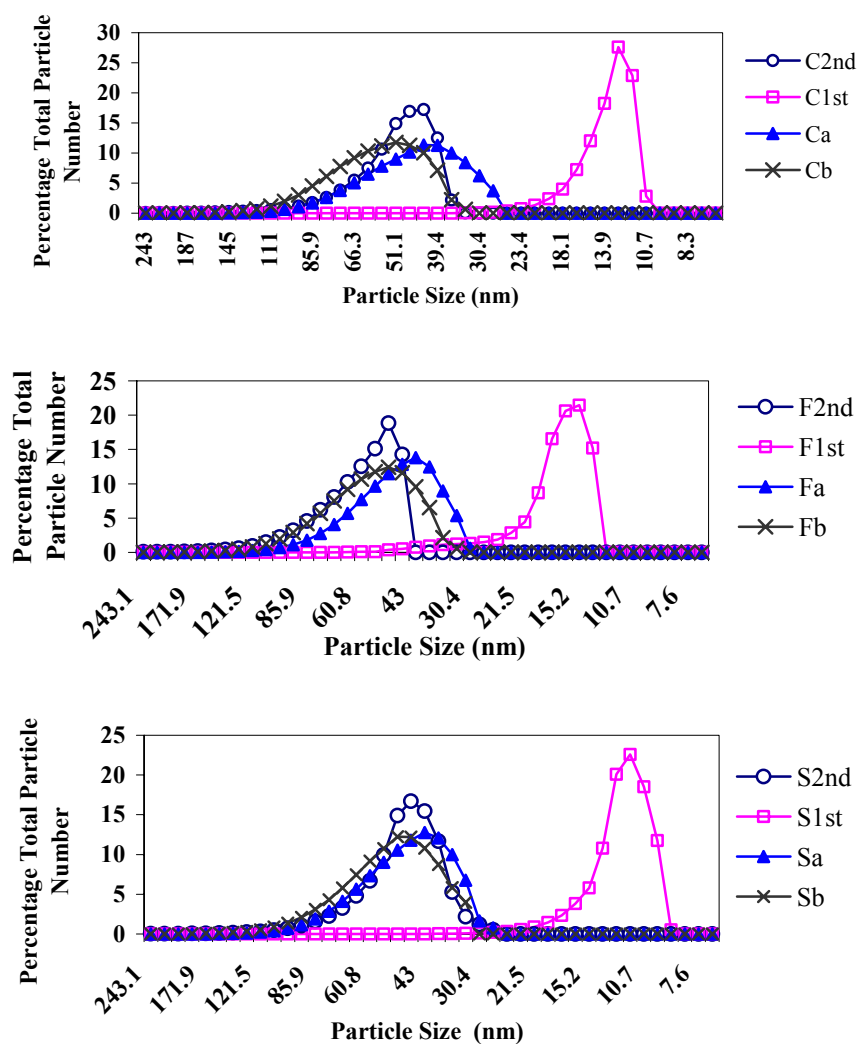 Percentage Total Particle
Number
30
25
20
15
10
5
0
243
187
145
111
85.9
66.3
51.1
39.4
30.4
23.4
18.1
13.9
10.7
8.3
Particle Size (nm)
C2nd
C1st
Ca
Cb
Percentage Total
Particle Number
25
20
15
10
5
0
243.1
171.9
121.5
85.9
60.8
43
30.4
21.5
15.2
10.7
7.6
Particle Size (nm)
F2nd
F1st
Fa
Fb
Percentage Total Particle
Number
25
20
15
10
5
0
243.1
171.9
121.5
85.9
60.8
43
30.4
21.5
15.2
10.7
7.6
Particle Size (nm)
S2nd
S1st
Sa
Sb